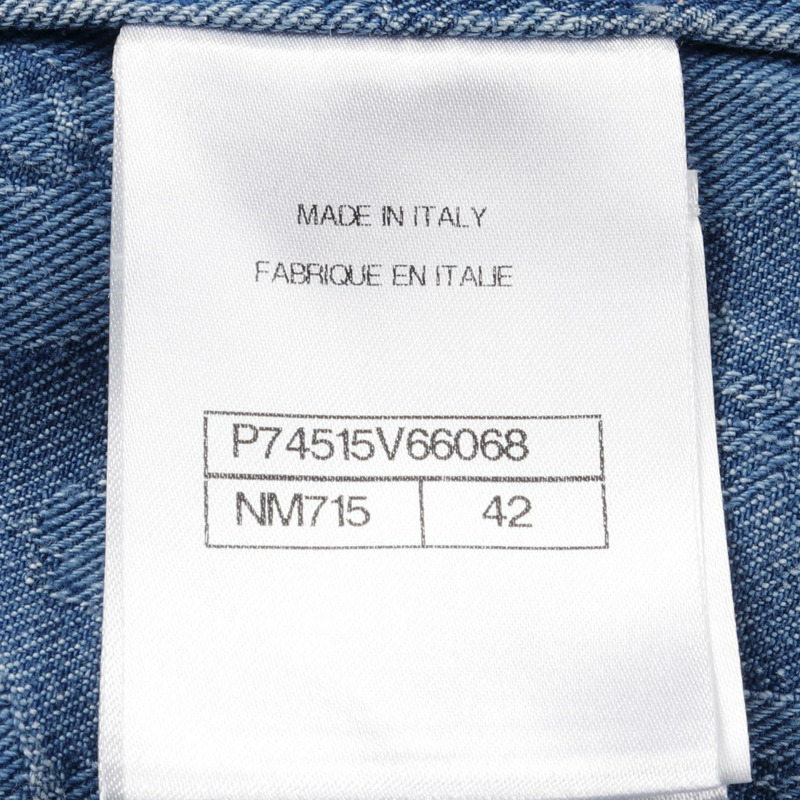 MADE IN ITALY
FABRIQUE EN ITALIE
P74515V66068
NM715 42